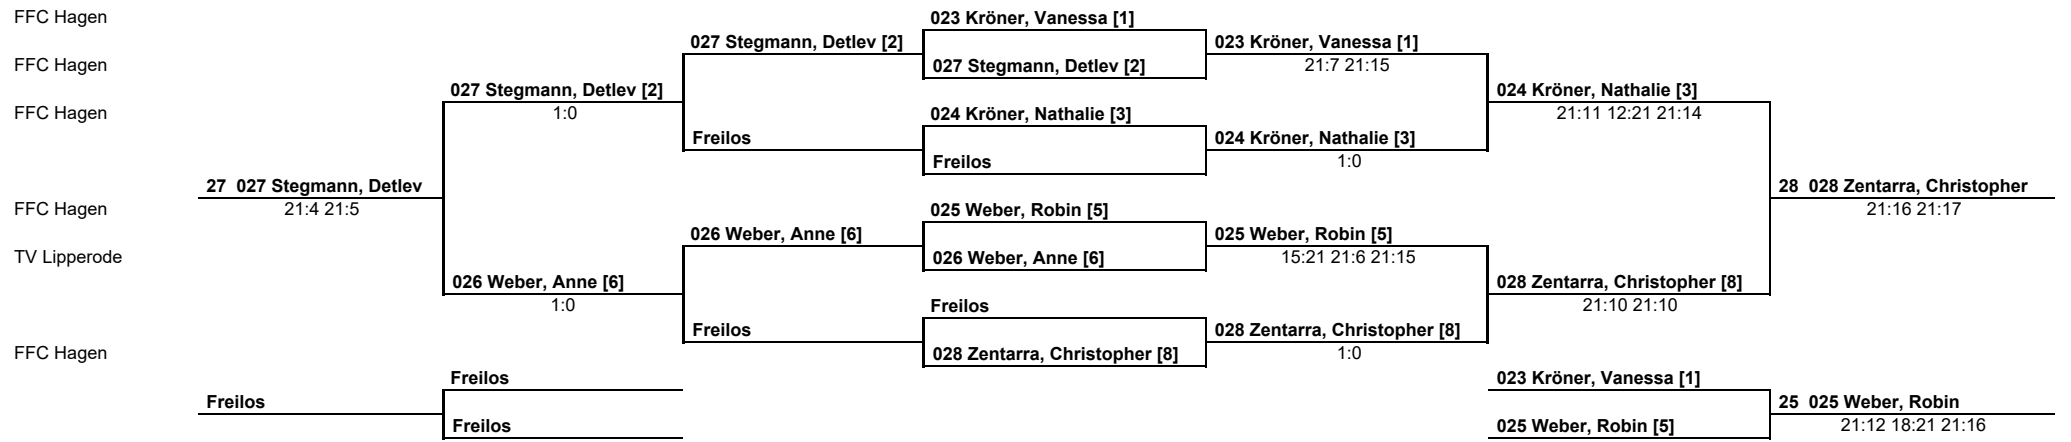 FFC Hagen
023 Kröner, Vanessa [1]
027 Stegmann, Detlev [2]
023 Kröner, Vanessa [1]
FFC Hagen
027 Stegmann, Detlev [2]
21:7 21:15
027 Stegmann, Detlev [2]
024 Kröner, Nathalie [3]
FFC Hagen
1:0
024 Kröner, Nathalie [3]
21:11 12:21 21:14
Freilos
024 Kröner, Nathalie [3]
Freilos
1:0
27 027 Stegmann, Detlev
28 028 Zentarra, Christopher
FFC Hagen
21:4 21:5
025 Weber, Robin [5]
21:16 21:17
026 Weber, Anne [6]
025 Weber, Robin [5]
TV Lipperode
026 Weber, Anne [6]
15:21 21:6 21:15
026 Weber, Anne [6]
028 Zentarra, Christopher [8]
1:0
Freilos
21:10 21:10
Freilos
028 Zentarra, Christopher [8]
FFC Hagen
028 Zentarra, Christopher [8]
1:0
Freilos
023 Kröner, Vanessa [1]
Freilos
25 025 Weber, Robin
Freilos
025 Weber, Robin [5]
21:12 18:21 21:16